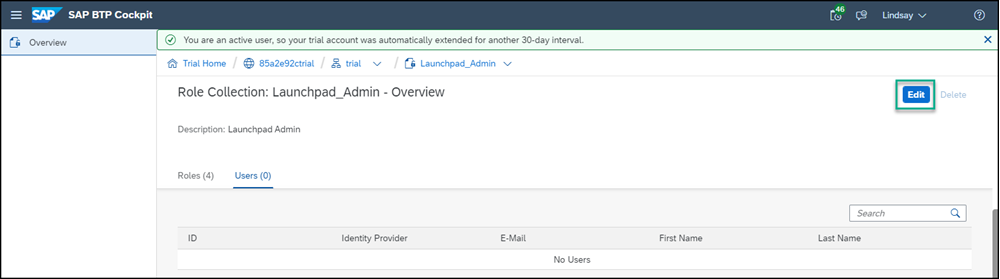 SAP SAP BTP Cockpit 46 Lindsay
Overview
You are an active user, so your trial account was automatically extended for another 30-day interval.
Trial Home / 85a2e92ctrial / trial / Launchpad_Admin
Role Collection: Launchpad_Admin - Overview
Edit Delete
Description: Launchpad Admin
Roles (4) Users (0)
Search
ID Identity Provider E-Mail First Name Last Name
No Users